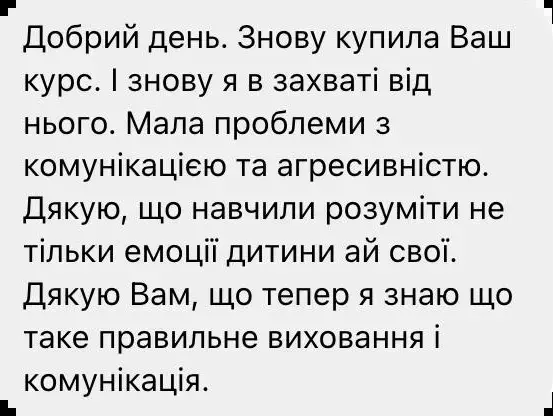 Добрий день. Знову купила Ваш
курс. І знову я в захваті від
нього. Мала проблеми з
комунікацією та агресивністю.
Дякую, що навчили розуміти не
тільки емоції дитини ай свої.
Дякую Вам, що тепер я знаю що
таке правильне виховання і
комунікація.